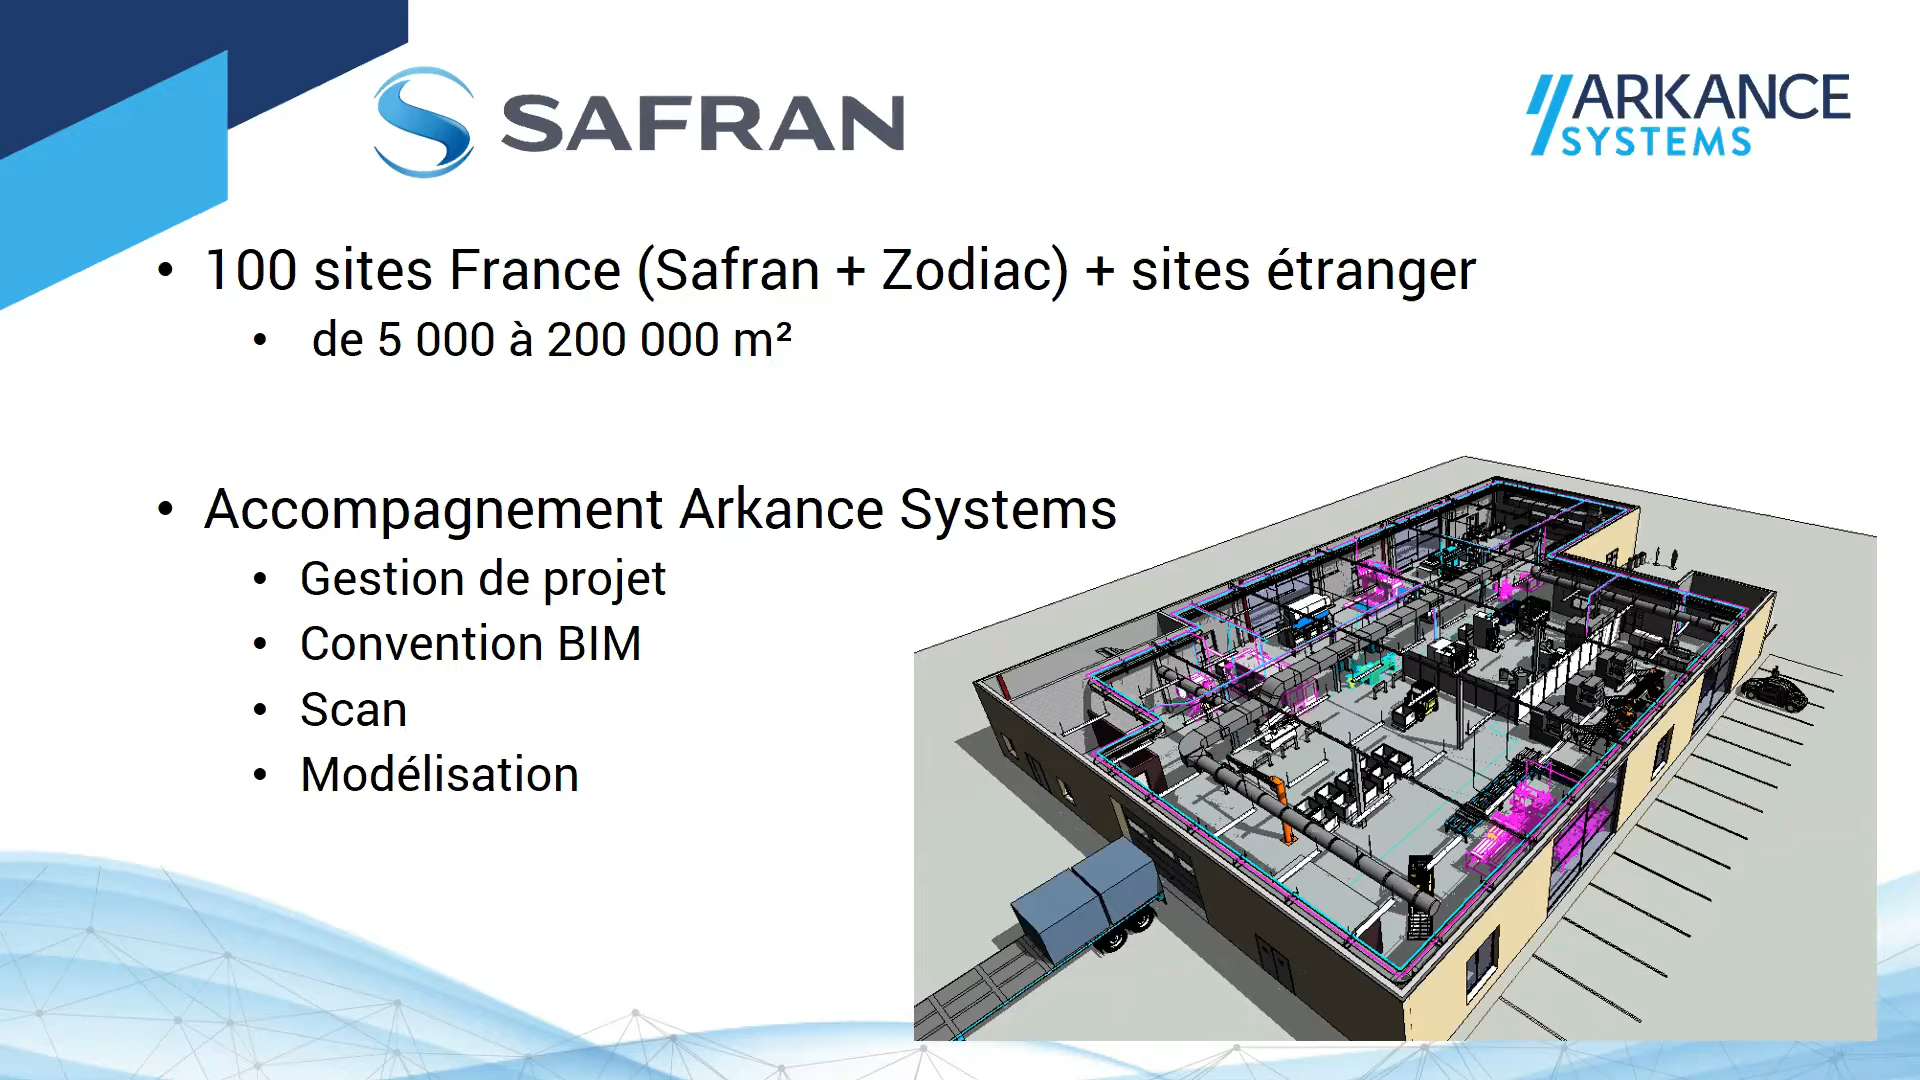 SAFRAN
ARKANCE
SYSTEMS
• 100 sites France (Safran + Zodiac) + sites étranger
• de 5 000 à 200 000 m²
• Accompagnement Arkance Systems
• Gestion de projet
• Convention BIM
• Scan
• Modélisation